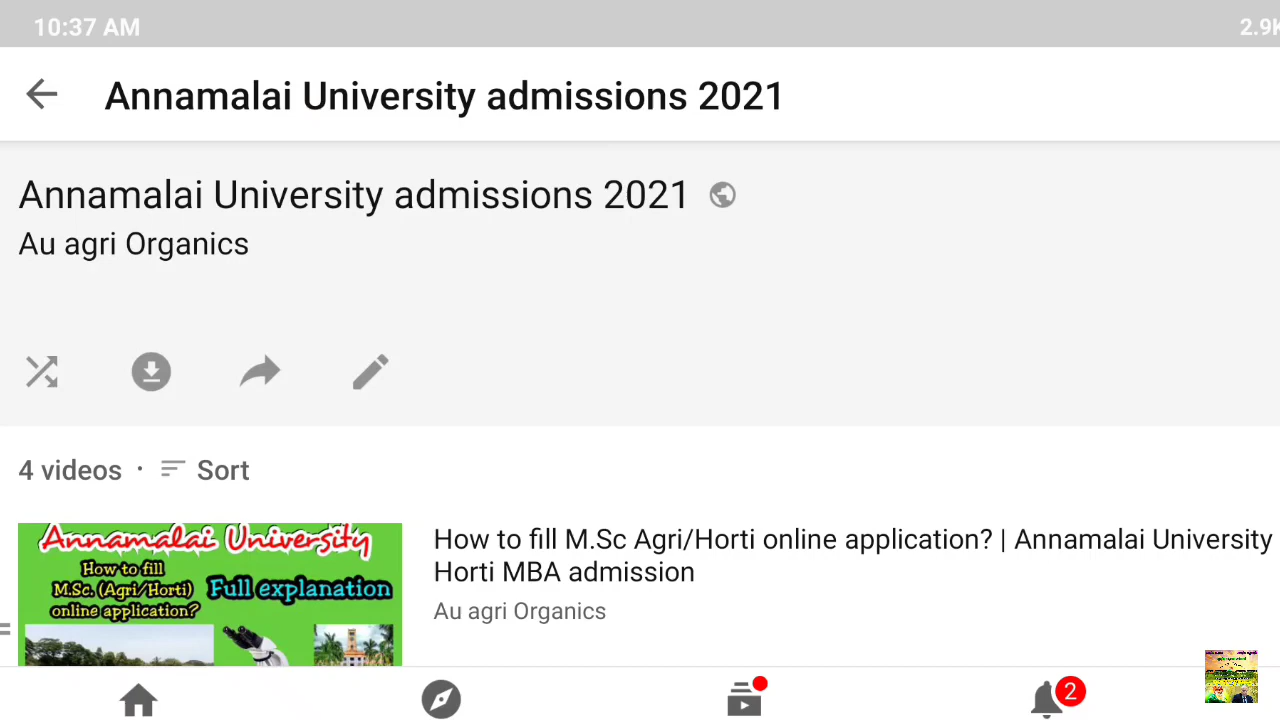 10:37 AM
2.9K
Annamalai University admissions 2021
Annamalai University admissions 2021
Au agri Organics
4 videos · Sort
Annamalai University
How to fill
M.Sc. (Agri/Horti)
online application?
Full explanation
How to fill M.Sc Agri/Horti online application? | Annamalai University
Horti MBA admission
Au agri Organics
2